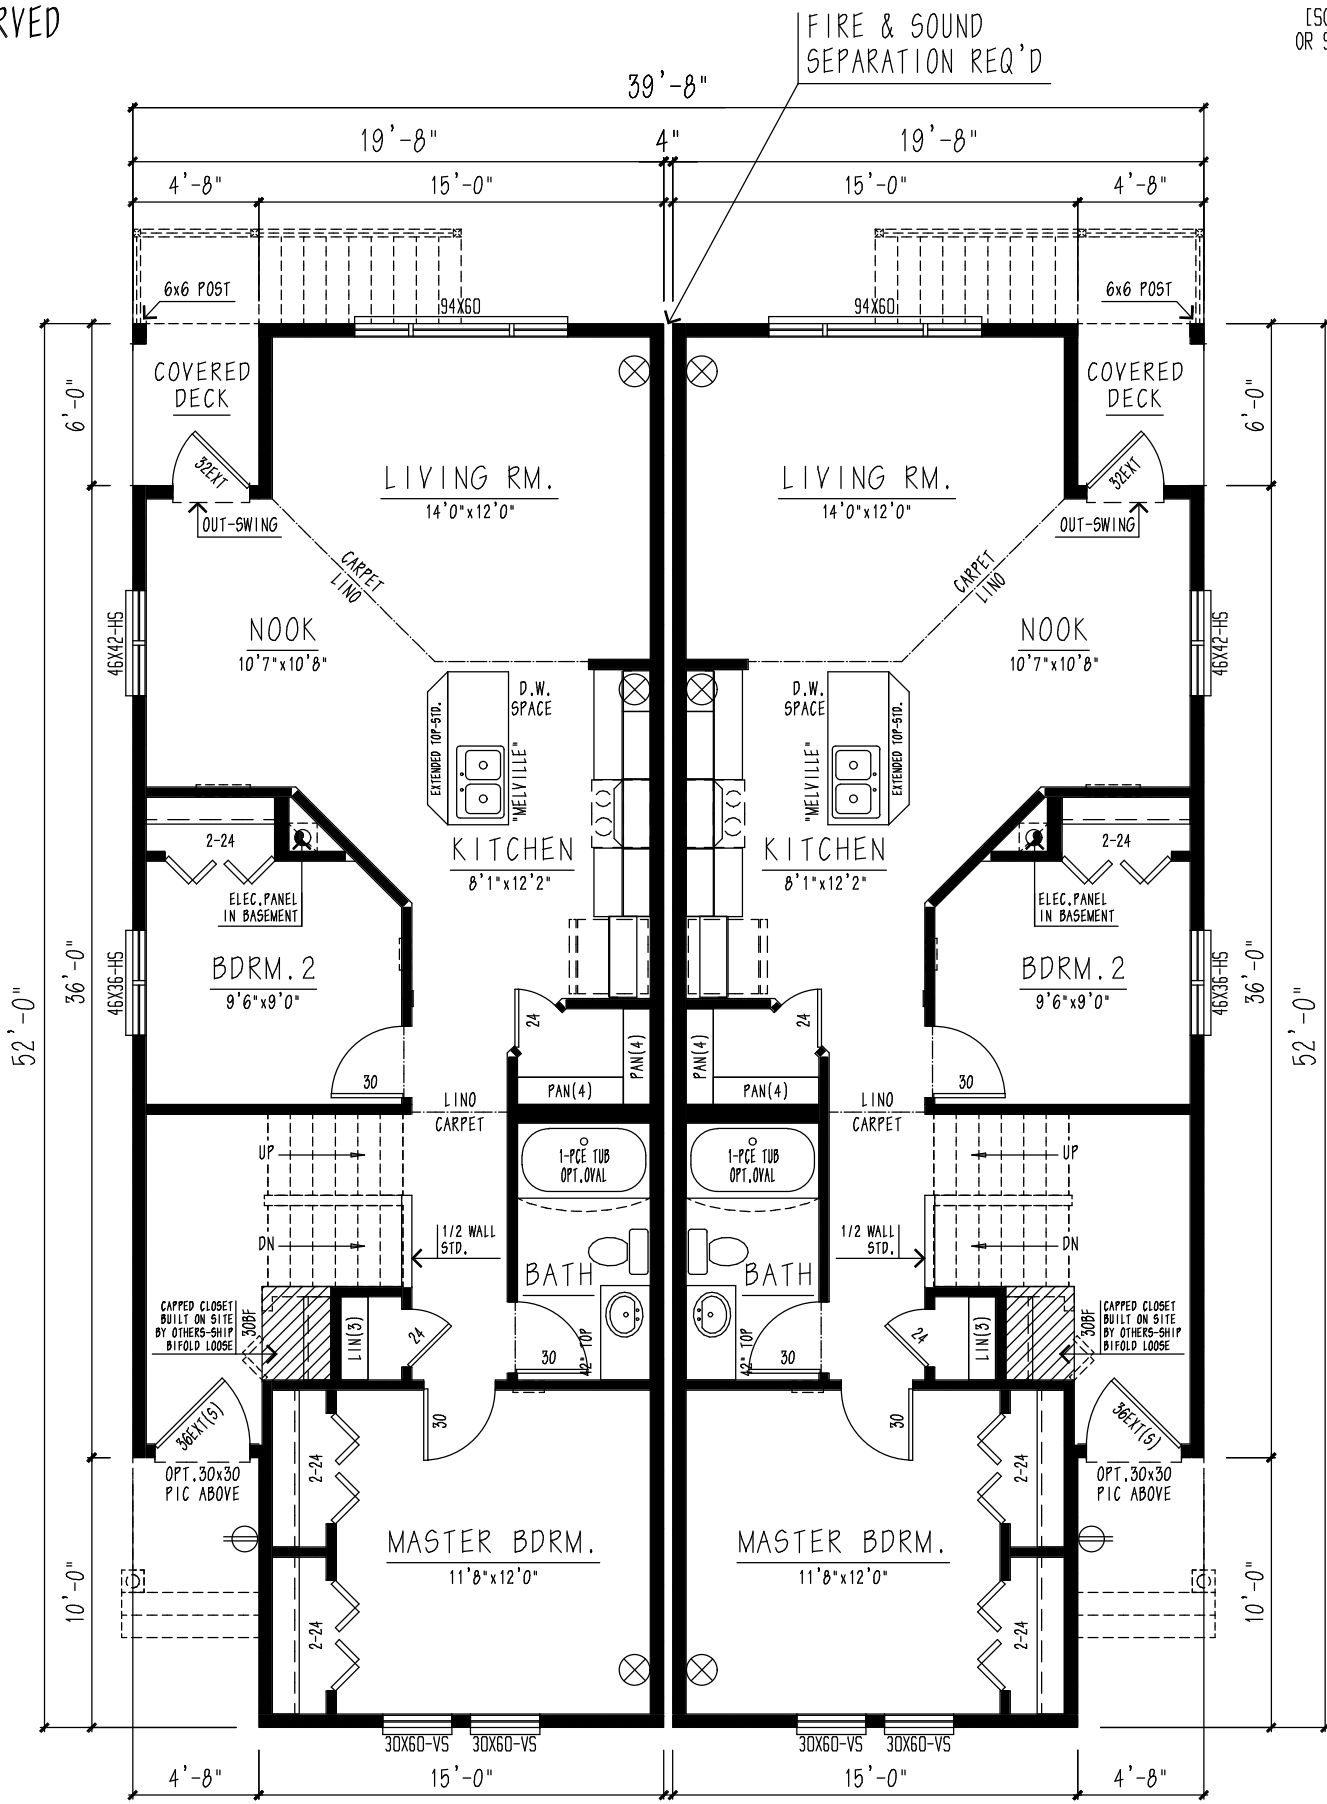 RVED
FIRE & SOUND
SEPARATION REQ'D
[SO
OR S
39'-8"
19'-8"
4"
19'-8"
4'-8"
15'-0"
15'-0"
4'-8"
6x6 POST
94X60
94X60
6x6 POST
COVERED
DECK
COVERED
DECK
6'-0"
6'-0"
32EXT
32EXT
LIVING RM.
14'0"x12'0"
LIVING RM.
14'0"x12'0"
OUT-SWING
OUT-SWING
CARPET
LINO
CARPET
LINO
46X42-HS
NOOK
10'7"x10'8"
NOOK
10'7"x10'8"
46X42-HS
D.W.
SPACE
D.W.
SPACE
EXTENDED TOP-STD.
"MELVILLE"
"MELVILLE"
EXTENDED TOP-STD.
2-24
2-24
KITCHEN
8'1"x12'2"
KITCHEN
8'1"x12'2"
ELEC.PANEL
IN BASEMENT
ELEC.PANEL
IN BASEMENT
52'-0"
36'-0"
46X36-HS
BDRM.2
9'6"x9'0"
BDRM.2
9'6"x9'0"
46X36-HS
36'-0"
52'-0"
24
24
PAN(4)
PAN(4)
30
30
PAN(4)
PAN(4)
LINO
CARPET
LINO
CARPET
UP
1-PCE TUB
OPT.OVAL
1-PCE TUB
OPT.OVAL
UP
DN
1/2 WALL
STD.
1/2 WALL
STD.
DN
BATH
BATH
CAPPED CLOSET
BUILT ON SITE
BY OTHERS-SHIP
BIFOLD LOOSE
30BF
LIN(3)
24
30
42" TOP
42" TOP
30
24
LIN(3)
30BF
CAPPED CLOSET
BUILT ON SITE
BY OTHERS-SHIP
BIFOLD LOOSE
36EXT(S)
30
30
36EXT(S)
OPT.30x30
PIC ABOVE
OPT.30x30
PIC ABOVE
2-24
2-24
MASTER BDRM.
11'8"x12'0"
MASTER BDRM.
11'8"x12'0"
10'-0"
10'-0"
2-24
2-24
30X60-VS
30X60-VS
30X60-VS
30X60-VS
4'-8"
15'-0"
15'-0"
4'-8"